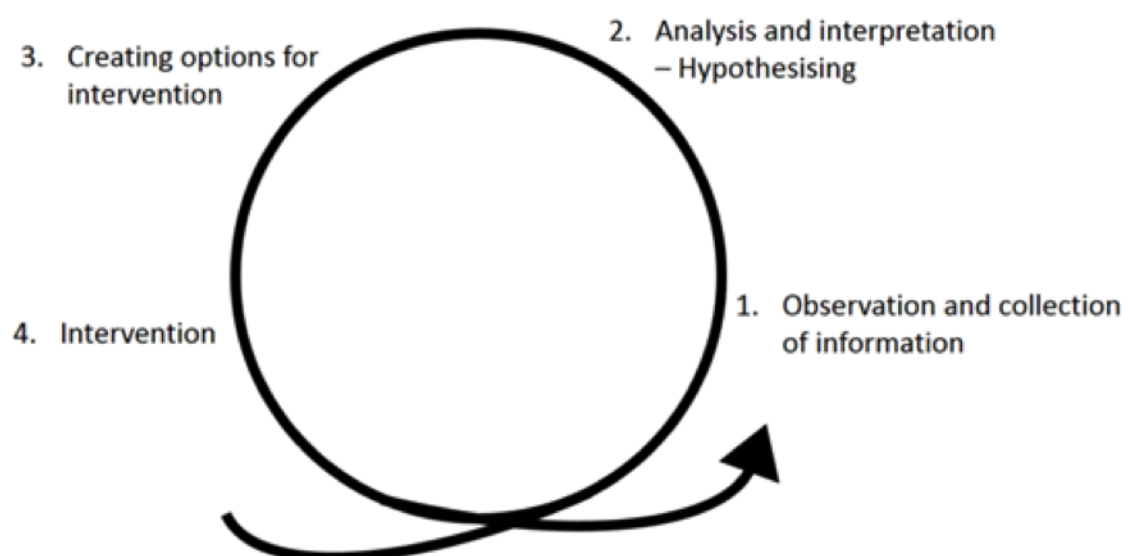 1. Observation and collection
of information
2. Analysis and interpretation
– Hypothesising
3. Creating options for
intervention
4. Intervention